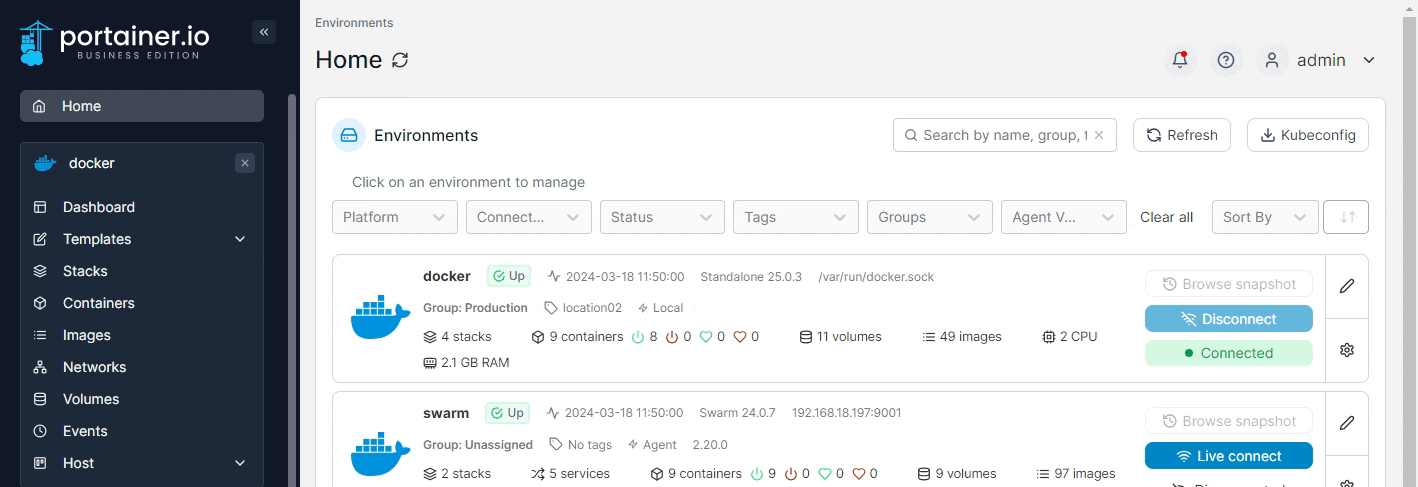 portainer.io
BUSINESS EDITION
Home
docker
Dashboard
Templates
Stacks
Containers
Images
Networks
Volumes
Events
Host
Environments
Home
admin
Environments
Search by name, group, t
Refresh
Kubeconfig
Click on an environment to manage
Platform Connect... Status Tags Groups Agent V... Clear all Sort By
docker Up 2024-03-18 11:50:00 Standalone 25.0.3 /var/run/docker.sock
Group: Production location02 Local
4 stacks 9 containers 8 0 0 0 11 volumes 49 images 2 CPU
2.1 GB RAM
Browse snapshot
Disconnect
Connected
swarm Up 2024-03-18 11:50:00 Swarm 24.0.7 192.168.18.197:9001
Group: Unassigned No tags Agent 2.20.0
2 stacks 5 services 9 containers 9 0 0 0 9 volumes 97 images
Browse snapshot
Live connect